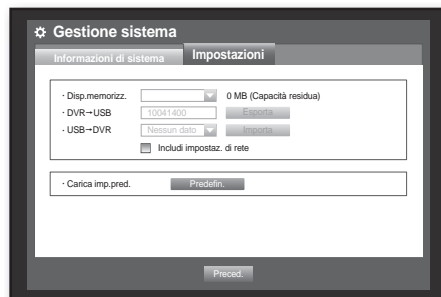 Gestione sistema
Informazioni di sistema Impostazioni
· Disp.memorizz. 0 MB (Capacità residua)
· DVR→USB 10041400 Esporta
· USB→DVR Nessun dato Importa
Includi impostaz. di rete
· Carica imp.pred. Predefin.
Preced.